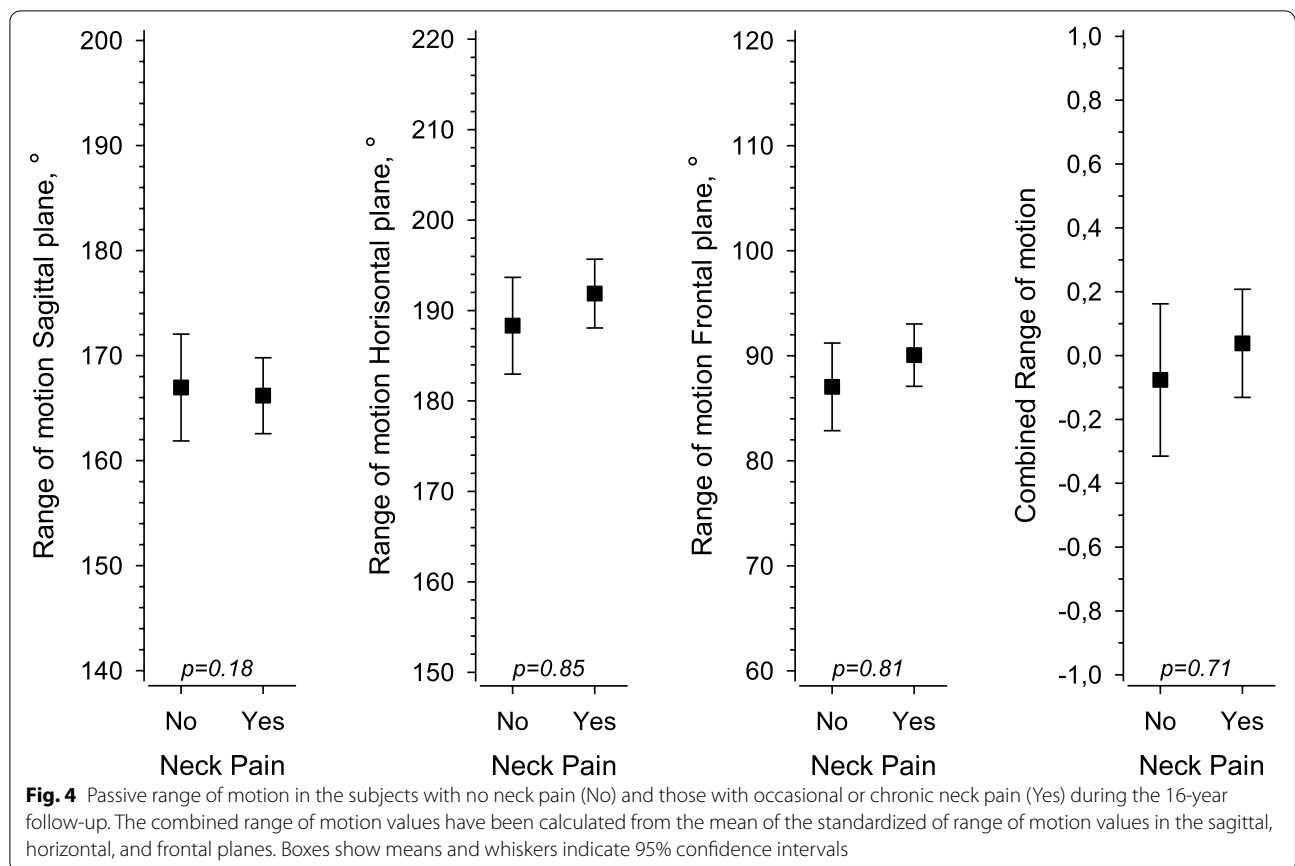 Range of motion Sagittal plane, °
200
190
180
170
160
150
140
p=0.18
No Yes
Neck Pain
Range of motion Horisontal plane, °
220
210
200
190
180
170
160
150
p=0.85
No Yes
Neck Pain
Range of motion Frontal plane, °
120
110
100
90
80
70
60
p=0.81
No Yes
Neck Pain
Combined Range of motion
1,0
0,8
0,6
0,4
0,2
0,0
-0,2
-0,4
-0,6
-0,8
-1,0
p=0.71
No Yes
Neck Pain
Fig. 4 Passive range of motion in the subjects with no neck pain (No) and those with occasional or chronic neck pain (Yes) during the 16-year
follow-up. The combined range of motion values have been calculated from the mean of the standardized of range of motion values in the sagittal,
horizontal, and frontal planes. Boxes show means and whiskers indicate 95% confidence intervals